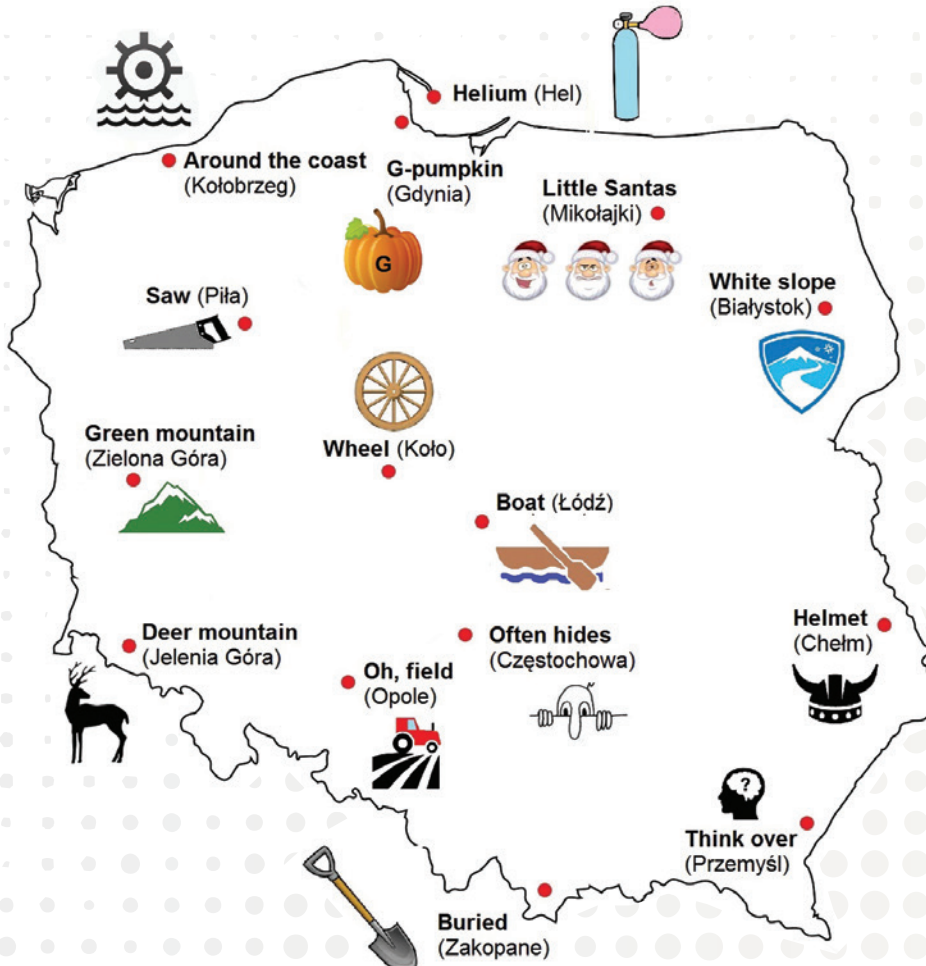 Helium (Hel)
Around the coast
(Kołobrzeg)
G-pumpkin
(Gdynia)
G
Little Santas
(Mikołajki)
White slope
(Białystok)
Saw (Piła)
Green mountain
(Zielona Góra)
Wheel (Koło)
Boat (Łódź)
Deer mountain
(Jelenia Góra)
Often hides
(Częstochowa)
Helmet
(Chełm)
Oh, field
(Opole)
?
Think over
(Przemyśl)
Buried
(Zakopane)